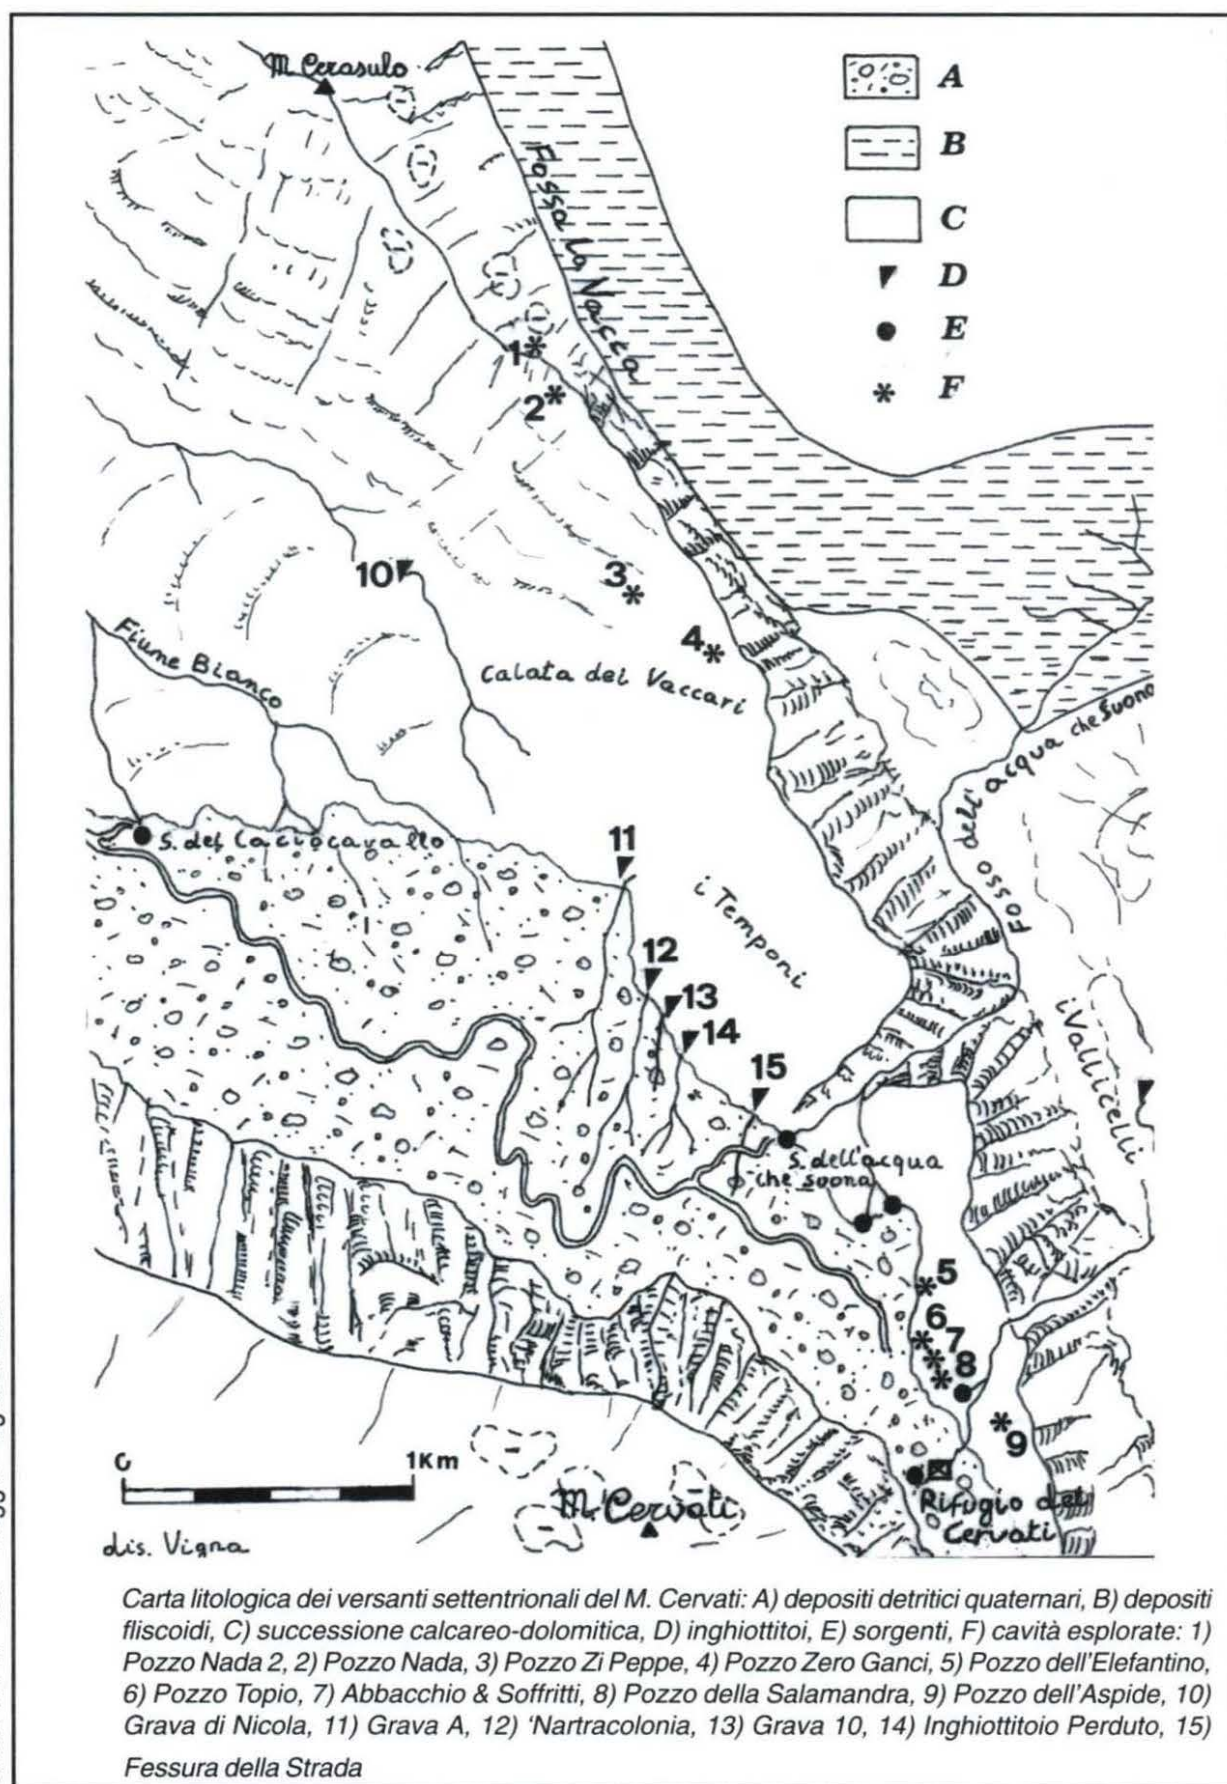 M. Cerasulo
A
B
C
D
E
F
Fossa la Vacca
1
2
3
4
10
Calata dei Vaccari
Fiume Bianco
Fosso dell'acqua che suona
S. del Caciocavallo
11
i Temponi
12
13
14
15
i Vallicelli
S. dell'acqua
che suona
5
6
7
8
9
1Km
M. Cervati
Rifugio del
Cervati
dis. Vigna
Carta litologica dei versanti settentrionali del M. Cervati: A) depositi detritici quaternari, B) depositi
fliscoidi, C) successione calcareo-dolomitica, D) inghiottitoi, E) sorgenti, F) cavità esplorate: 1)
Pozzo Nada 2, 2) Pozzo Nada, 3) Pozzo Zi Peppe, 4) Pozzo Zero Ganci, 5) Pozzo dell'Elefantino,
6) Pozzo Topio, 7) Abbacchio & Soffritti, 8) Pozzo della Salamandra, 9) Pozzo dell'Aspide, 10)
Grava di Nicola, 11) Grava A, 12) 'Nartracolonia, 13) Grava 10, 14) Inghiottitoio Perduto, 15)
Fessura della Strada